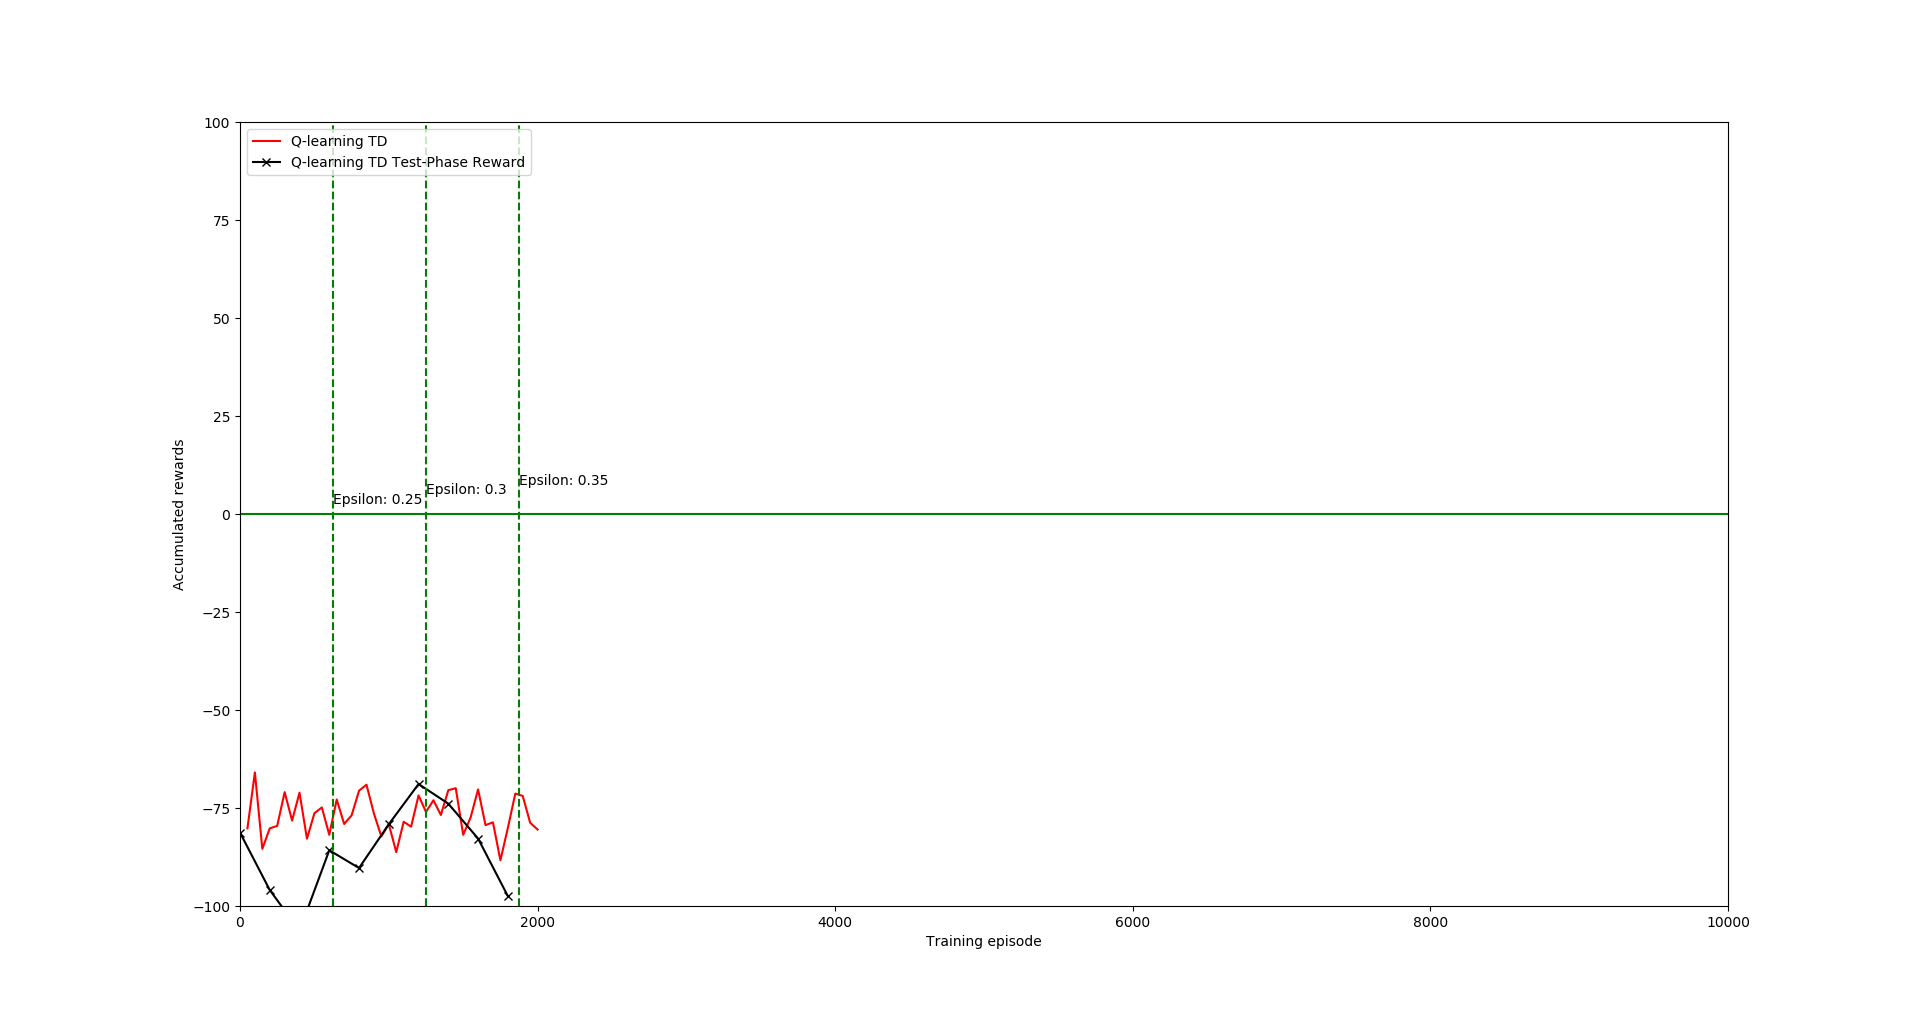 100
Q-learning TD
Q-learning TD Test-Phase Reward
75
50
25
Epsilon: 0.25
Epsilon: 0.3
Epsilon: 0.35
0
−25
−50
−75
−100
Accumulated rewards
0
2000
4000
6000
8000
10000
Training episode